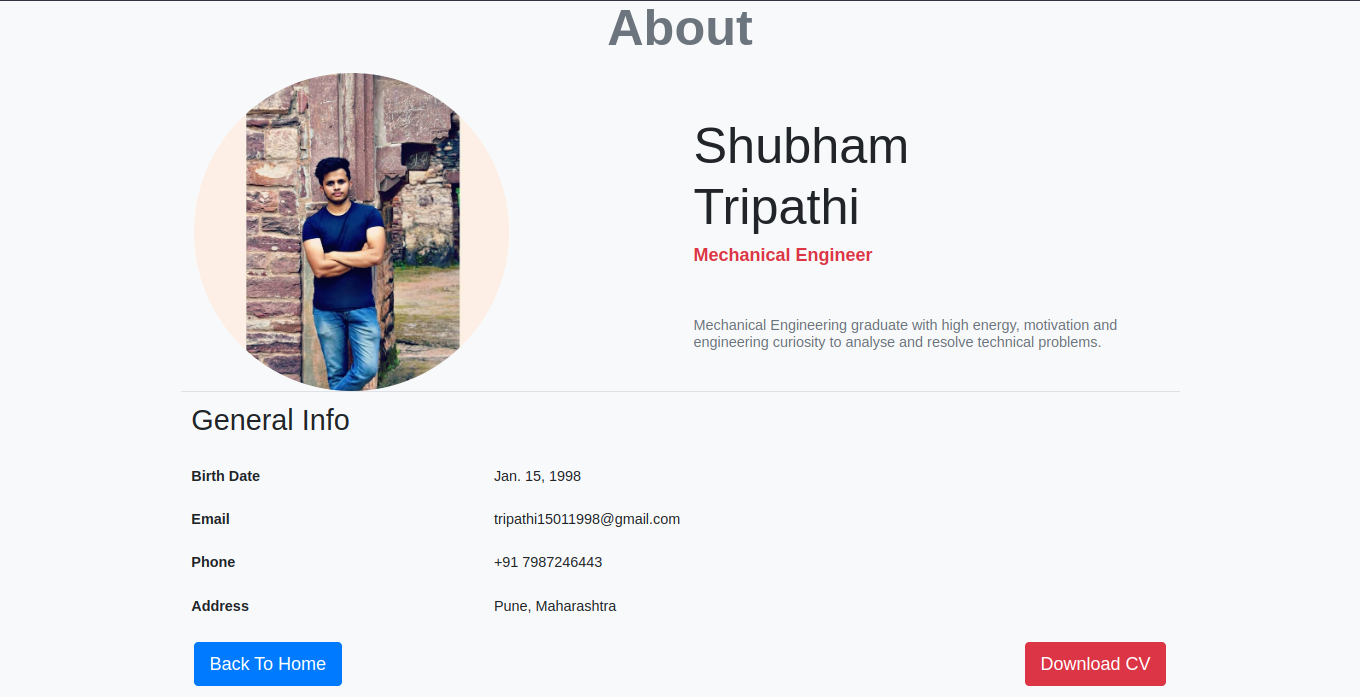 About
Shubham
Tripathi
Mechanical Engineer
Mechanical Engineering graduate with high energy, motivation and
engineering curiosity to analyse and resolve technical problems.
General Info
Birth Date Jan. 15, 1998
Email tripathi15011998@gmail.com
Phone +91 7987246443
Address Pune, Maharashtra
Back To Home Download CV